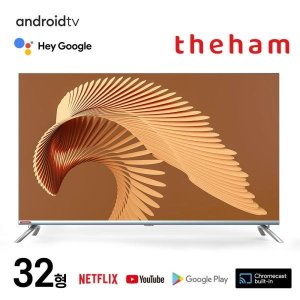 androidtv
Hey Google
theham
32형
NETFLIX
YouTube
Google Play
Chromecast
built-in